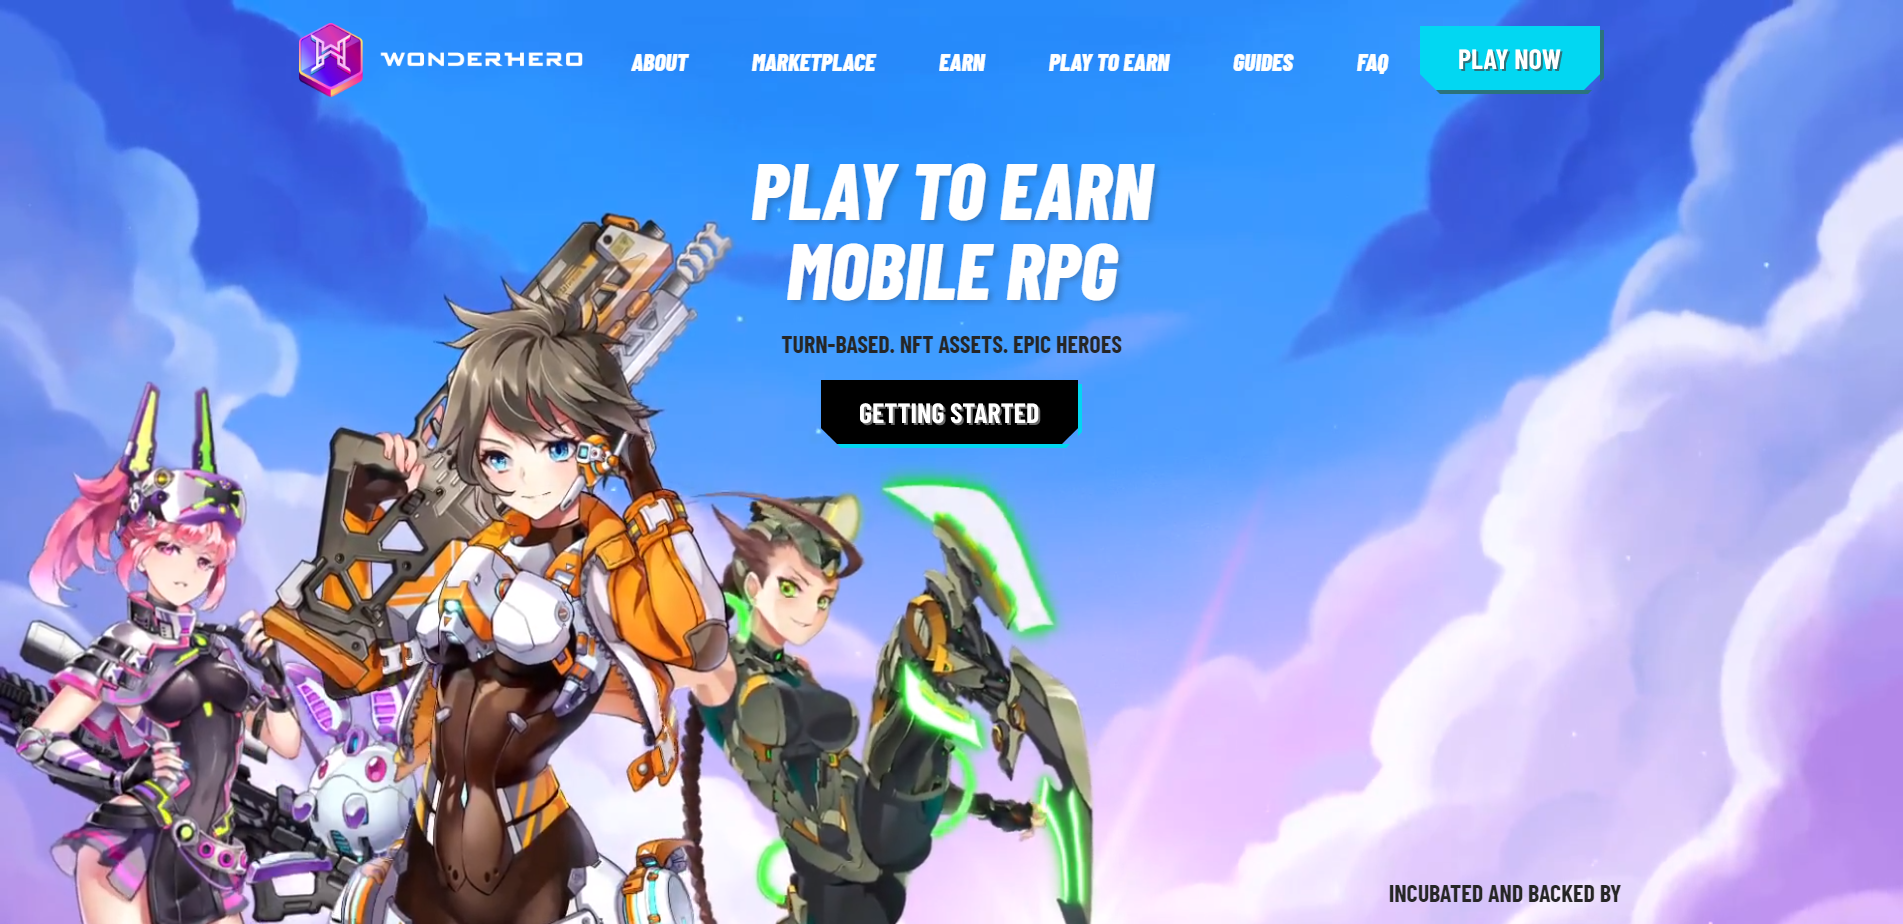 WONDERHERO
ABOUT
MARKETPLACE
EARN
PLAY TO EARN
GUIDES
FAQ
PLAY NOW
PLAY TO EARN
MOBILE RPG
TURN-BASED. NFT ASSETS. EPIC HEROES
GETTING STARTED
INCUBATED AND BACKED BY